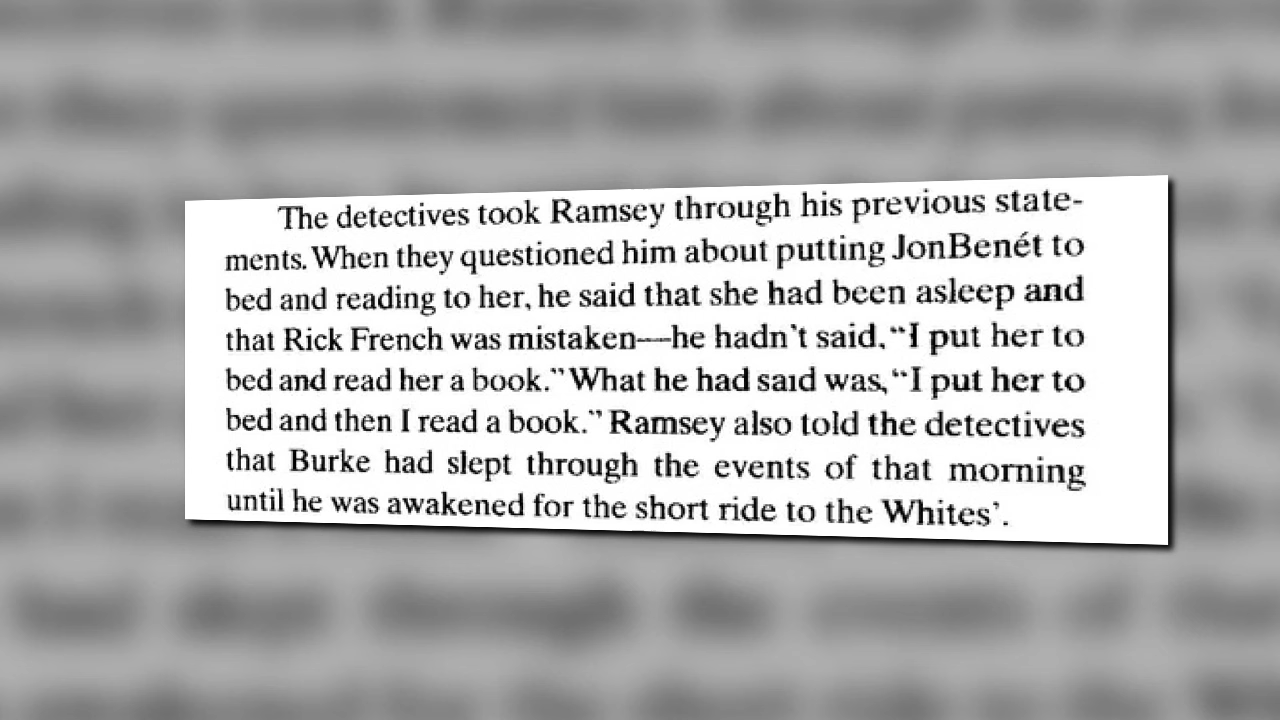 The detectives took Ramsey through his previous state-
ments. When they questioned him about putting JonBenét to
bed and reading to her, he said that she had been asleep and
that Rick French was mistaken—he hadn't said, “I put her to
bed and read her a book.” What he had said was, “I put her to
bed and then I read a book.” Ramsey also told the detectives
that Burke had slept through the events of that morning
until he was awakened for the short ride to the Whites'.